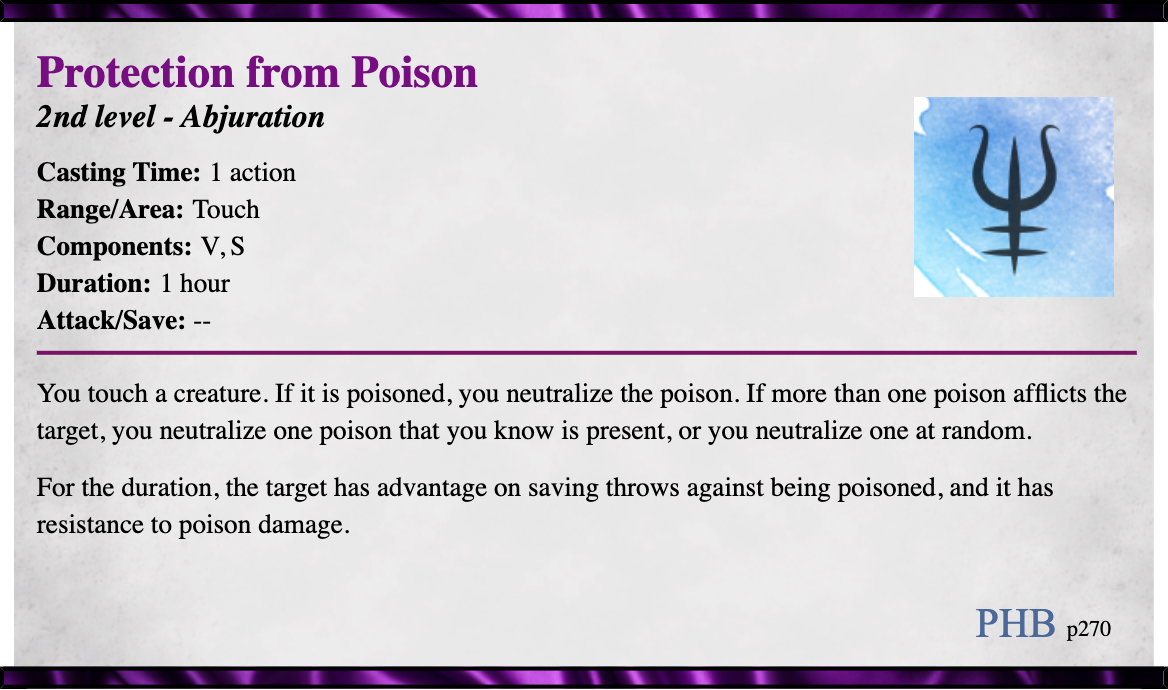 Protection from Poison
2nd level - Abjuration
Casting Time: 1 action
Range/Area: Touch
Components: V, S
Duration: 1 hour
Attack/Save: --
You touch a creature. If it is poisoned, you neutralize the poison. If more than one poison afflicts the
target, you neutralize one poison that you know is present, or you neutralize one at random.
For the duration, the target has advantage on saving throws against being poisoned, and it has
resistance to poison damage.
PHB p270